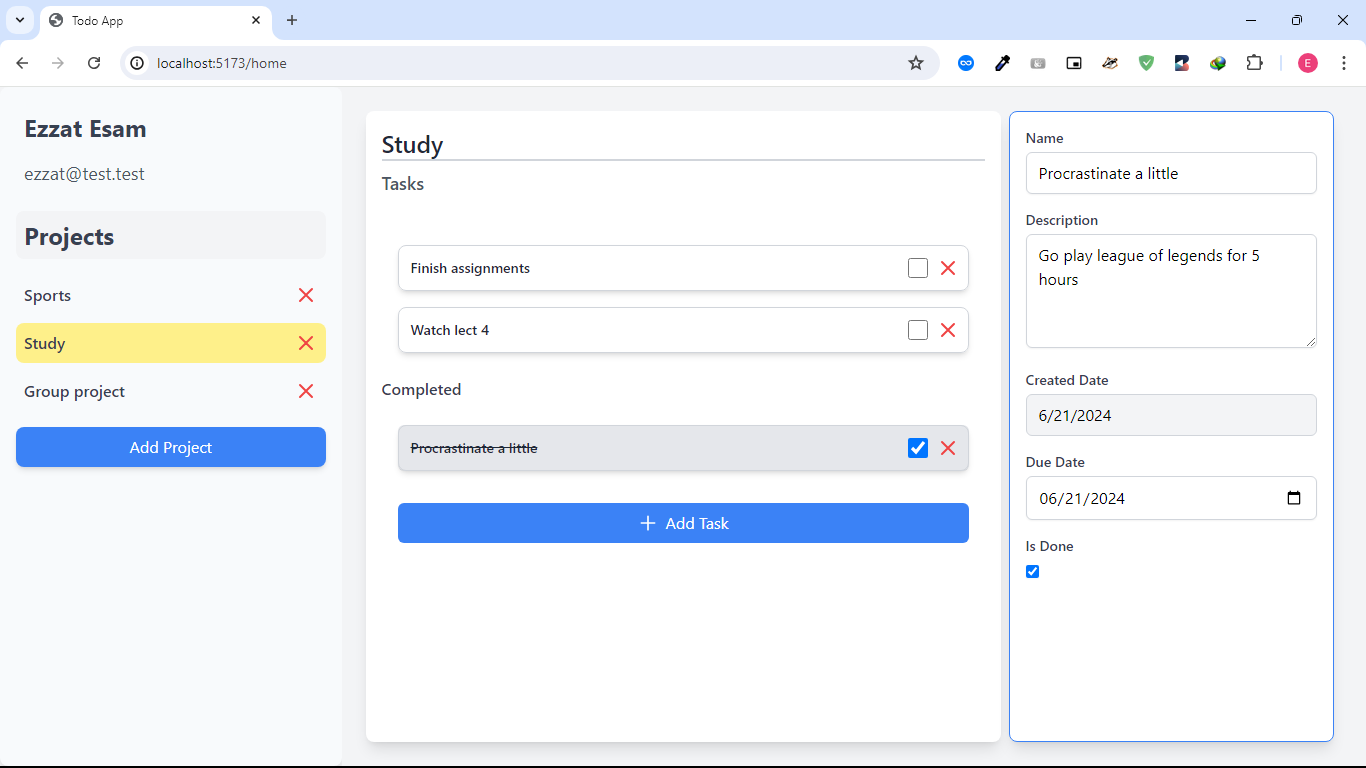 Todo App
localhost:5173/home
E
Ezzat Esam
ezzat@test.test
Projects
Sports
Study
Group project
Add Project
Study
Tasks
Finish assignments
Watch lect 4
Completed
Procrastinate a little
Add Task
Name
Procrastinate a little
Description
Go play league of legends for 5
hours
Created Date
6/21/2024
Due Date
06/21/2024
Is Done